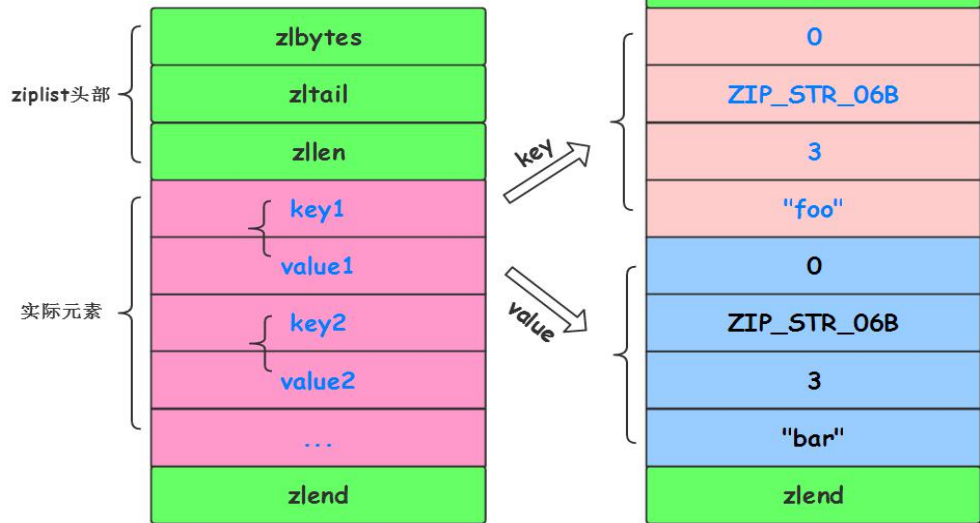 ziplist头部
zlbytes
zltail
zllen
实际元素
key1
value1
key2
value2
...
zlend
key
value
0
ZIP_STR_06B
3
"foo"
0
ZIP_STR_06B
3
"bar"
zlend